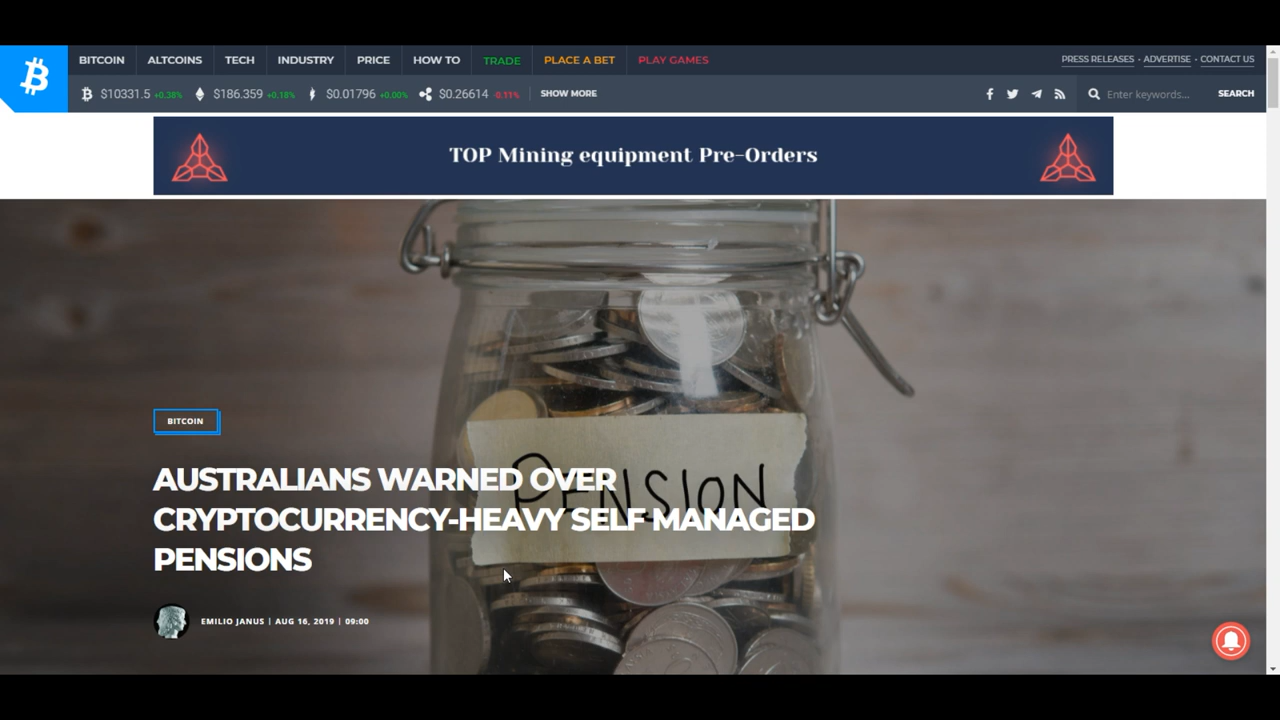 BITCOIN ALTCOINS TECH INDUSTRY PRICE HOW TO TRADE PLACE A BET PLAY GAMES PRESS RELEASES - ADVERTISE - CONTACT US
$10331.5 +0.38% $186.359 +0.18% $0.01796 +0.00% $0.26614 -0.11% SHOW MORE Enter keywords... SEARCH
TOP Mining equipment Pre-Orders
BITCOIN
PENSION
AUSTRALIANS WARNED OVER
CRYPTOCURRENCY-HEAVY SELF MANAGED
PENSIONS
EMILIO JANUS | AUG 16, 2019 | 09:00